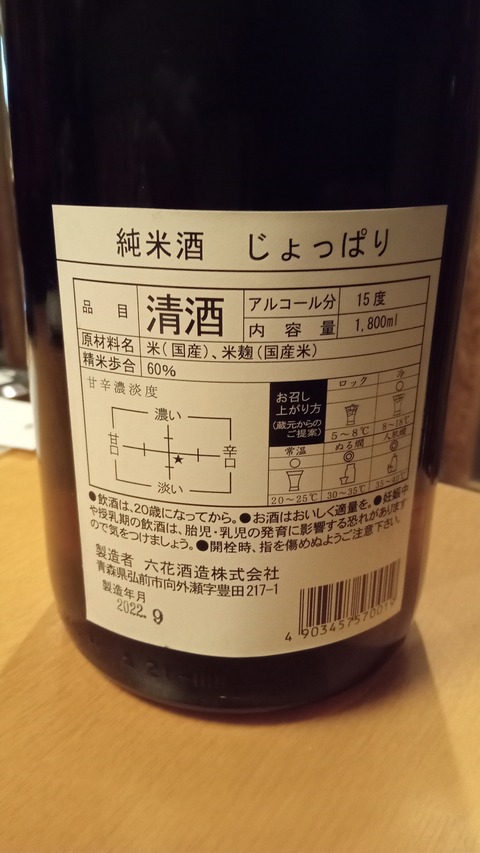 純米酒 じょっぱり
品目 清酒 アルコール分 15度
内容量 1,800ml
原材料名 米(国産)、米麹(国産米)
精米歩合 60%
甘辛濃淡度
濃い
甘口 辛口
淡い
お召し上がり方
(蔵元からのご提案)
ロック 冷
○
5～8℃ 8～18℃
常温 ぬる燗 人肌燗
○ ◎ ◎
20～25℃ 30～35℃ 35～40℃
●飲酒は、20歳になってから。●お酒はおいしく適量を。●妊娠中
や授乳期の飲酒は、胎児・乳児の発育に影響する恐れがあります
ので気をつけましょう。●開栓時、指を傷めぬようご注意下さい。
製造者 六花酒造株式会社
青森県弘前市向外瀬字豊田217-1
製造年月
2022.9
4 903457570019